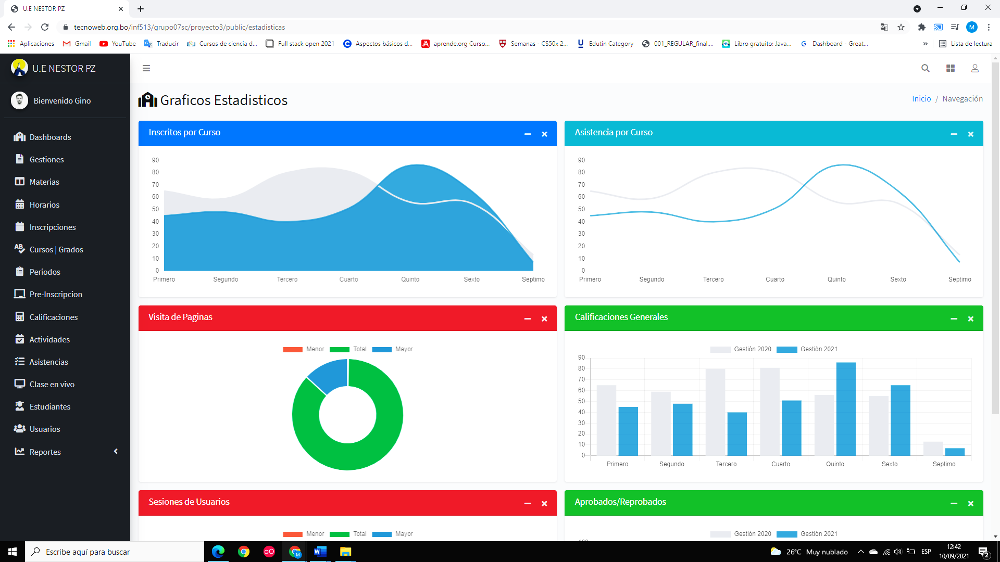 U.E NESTOR PZ
tecnoweb.org.bo/inf513/grupo07sc/proyecto3/public/estadisticas
M
Aplicaciones
Gmail
YouTube
Traducir
Cursos de ciencia d...
Full stack open 2021
Aspectos básicos d...
aprende.org Curso...
Semanas - CS50x 2...
Edutin Category
001_REGULAR_final....
Libro gratuito: Java...
Dashboard - Great...
»
Lista de lectura
U.E NESTOR PZ
Bienvenido Gino
Dashboards
Gestiones
Materias
Horarios
Inscripciones
Cursos | Grados
Periodos
Pre-Inscripcion
Calificaciones
Actividades
Asistencias
Clase en vivo
Estudiantes
Usuarios
Reportes
Graficos Estadisticos
Inicio / Navegación
Inscritos por Curso
90
80
70
60
50
40
30
20
10
0
Primero Segundo Tercero Cuarto Quinto Sexto Septimo
Asistencia por Curso
90
80
70
60
50
40
30
20
10
0
Primero Segundo Tercero Cuarto Quinto Sexto Septimo
Visita de Paginas
Menor Total Mayor
Calificaciones Generales
Gestión 2020 Gestión 2021
90
80
70
60
50
40
30
20
10
0
Primero Segundo Tercero Cuarto Quinto Sexto Septimo
Sesiones de Usuarios
Menor Total Mayor
Aprobados/Reprobados
Gestión 2020 Gestión 2021
Escribe aquí para buscar
26°C Muy nublado
ESP
12:42
10/09/2021
2